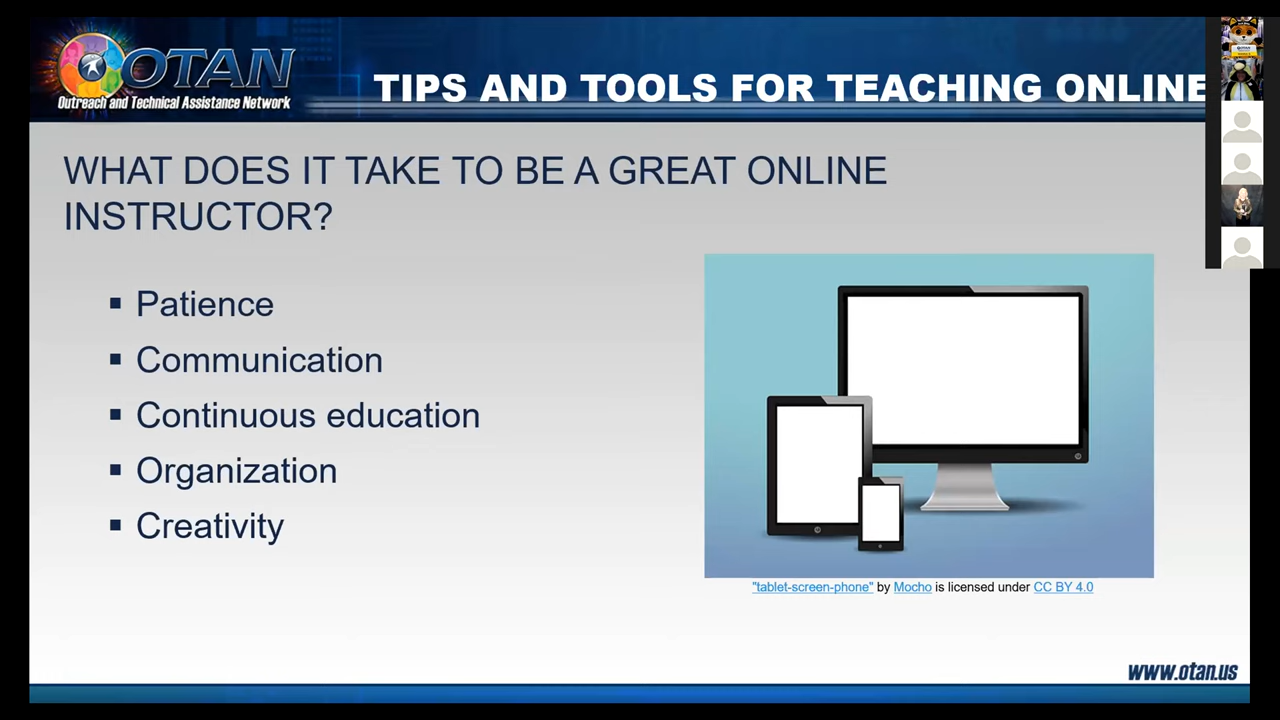 OTAN
Outreach and Technical Assistance Network
TIPS AND TOOLS FOR TEACHING ONLINE
WHAT DOES IT TAKE TO BE A GREAT ONLINE
INSTRUCTOR?
▪ Patience
▪ Communication
▪ Continuous education
▪ Organization
▪ Creativity
"tablet-screen-phone" by Mocho is licensed under CC BY 4.0
www.otan.us